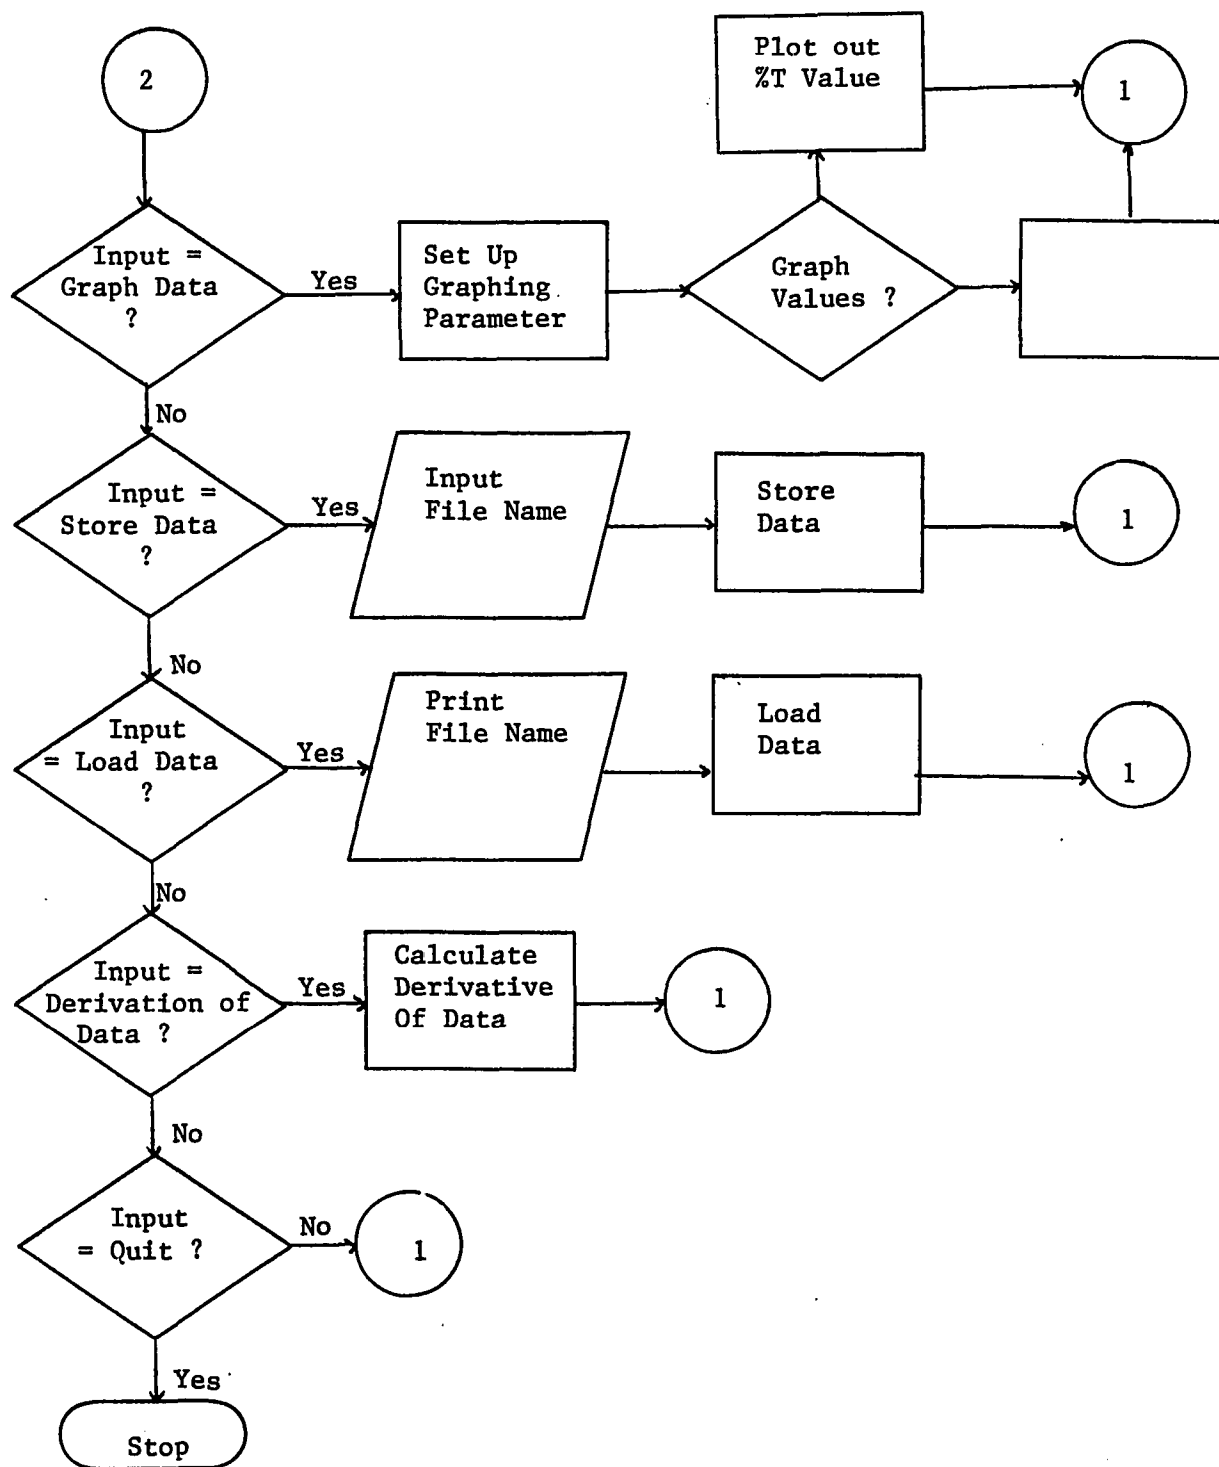 2
Plot out
%T Value
1
Input =
Graph Data
?
Yes
Set Up
Graphing
Parameter
Graph
Values ?
No
Input =
Store Data
?
Yes
Input
File Name
Store
Data
1
No
Input
= Load Data
?
Yes
Print
File Name
Load
Data
1
No
Input =
Derivation of
Data ?
Yes
Calculate
Derivative
Of Data
1
No
Input
= Quit ?
No
1
Yes
Stop